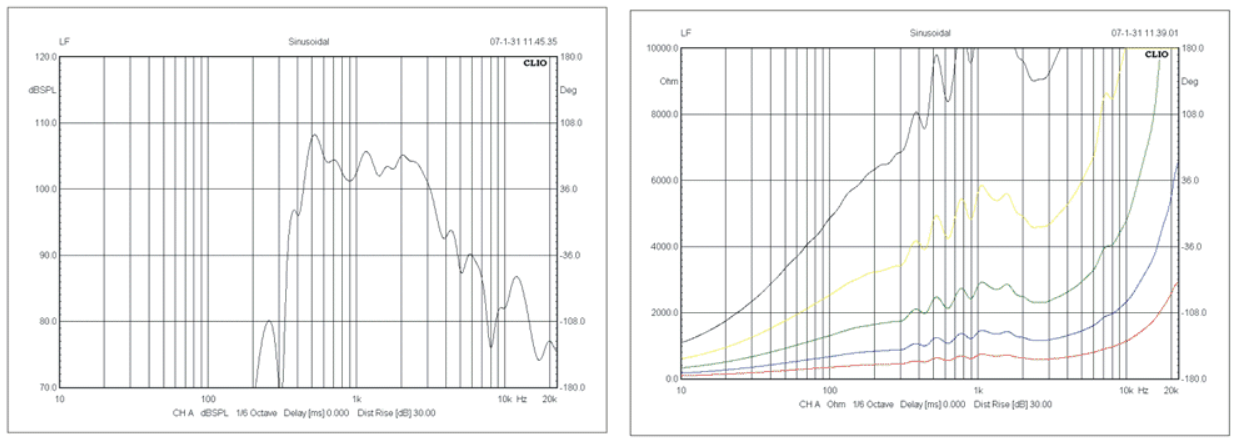 LF Sinusoidal 07-1-31 11.45.35
120.0 180.0
CLIO
dBSPL Deg
110.0 108.0
100.0 36.0
90.0 -36.0
80.0 -108.0
70.0 -180.0
10 100 1k 10k Hz 20k
CH A dBSPL 1/6 Octave Delay [ms] 0.000 Dist Rise [dB] 30.00
LF Sinusoidal 07-1-31 11.39.01
10000.0 180.0
CLIO
Ohm Deg
8000.0 108.0
6000.0 36.0
4000.0 -36.0
2000.0 -108.0
0.0 -180.0
10 100 1k 10k Hz 20k
CH A Ohm 1/6 Octave Delay [ms] 0.000 Dist Rise [dB] 30.00